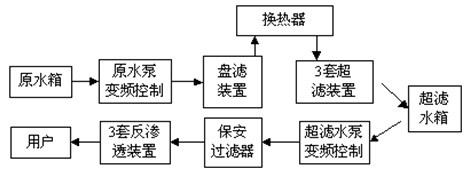 换热器
原水箱
原水泵
变频控制
盘滤
装置
3套超
滤装置
超滤
水箱
超滤水泵
变频控制
保安
过滤器
3套反渗
透装置
用户